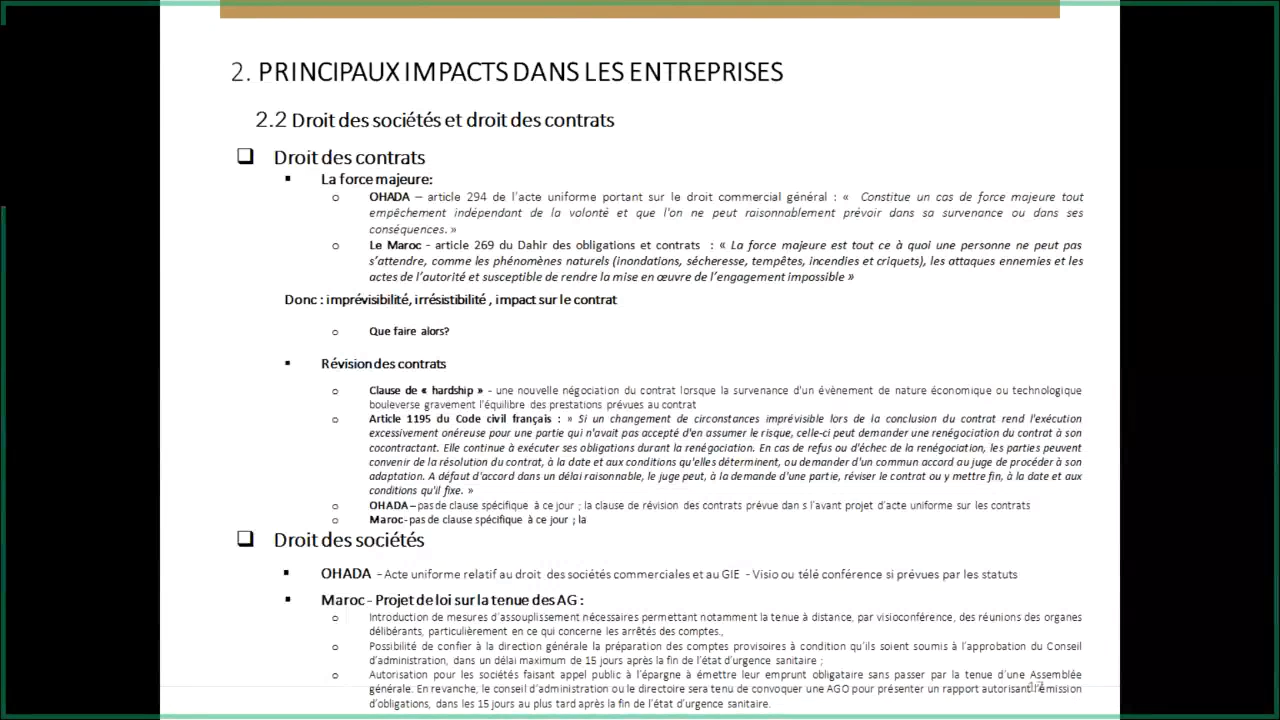 2. PRINCIPAUX IMPACTS DANS LES ENTREPRISES
2.2 Droit des sociétés et droit des contrats
❑ Droit des contrats
▪ La force majeure:
o OHADA – article 294 de l'acte uniforme portant sur le droit commercial général : « Constitue un cas de force majeure tout
empêchement indépendant de la volonté et que l'on ne peut raisonnablement prévoir dans sa survenance ou dans ses
conséquences. »
o Le Maroc - article 269 du Dahir des obligations et contrats : « La force majeure est tout ce à quoi une personne ne peut pas
s'attendre, comme les phénomènes naturels (inondations, sécheresse, tempêtes, incendies et criquets), les attaques ennemies et les
actes de l'autorité et susceptible de rendre la mise en œuvre de l'engagement impossible »
Donc : imprévisibilité, irrésistibilité , impact sur le contrat
o Que faire alors?
▪ Révision des contrats
o Clause de « hardship » - une nouvelle négociation du contrat lorsque la survenance d'un évènement de nature économique ou technologique
bouleverse gravement l'équilibre des prestations prévues au contrat
o Article 1195 du Code civil français : » Si un changement de circonstances imprévisible lors de la conclusion du contrat rend l'exécution
excessivement onéreuse pour une partie qui n'avait pas accepté d'en assumer le risque, celle-ci peut demander une renégociation du contrat à son
cocontractant. Elle continue à exécuter ses obligations durant la renégociation. En cas de refus ou d'échec de la renégociation, les parties peuvent
convenir de la résolution du contrat, à la date et aux conditions qu'elles déterminent, ou demander d'un commun accord au juge de procéder à son
adaptation. A défaut d'accord dans un délai raisonnable, le juge peut, à la demande d'une partie, réviser le contrat ou y mettre fin, à la date et aux
conditions qu'il fixe. »
o OHADA – pas de clause spécifique à ce jour ; la clause de révision des contrats prévue dan s l'avant projet d'acte uniforme sur les contrats
o Maroc- pas de clause spécifique à ce jour ; la
❑ Droit des sociétés
▪ OHADA – Acte uniforme relatif au droit des sociétés commerciales et au GIE - Visio ou télé conférence si prévues par les statuts
▪ Maroc - Projet de loi sur la tenue des AG :
o Introduction de mesures d'assouplissement nécessaires permettant notamment la tenue à distance, par visioconférence, des réunions des organes
délibérants, particulièrement en ce qui concerne les arrêtés des comptes.,
o Possibilité de confier à la direction générale la préparation des comptes provisoires à condition qu'ils soient soumis à l'approbation du Conseil
d'administration, dans un délai maximum de 15 jours après la fin de l'état d'urgence sanitaire ;
o Autorisation pour les sociétés faisant appel public à l'épargne à émettre leur emprunt obligataire sans passer par la tenue d'une Assemblée
générale. En revanche, le conseil d'administration ou le directoire sera tenu de convoquer une AGO pour présenter un rapport autorisant l'émission
d'obligations, dans les 15 jours au plus tard après la fin de l'état d'urgence sanitaire.